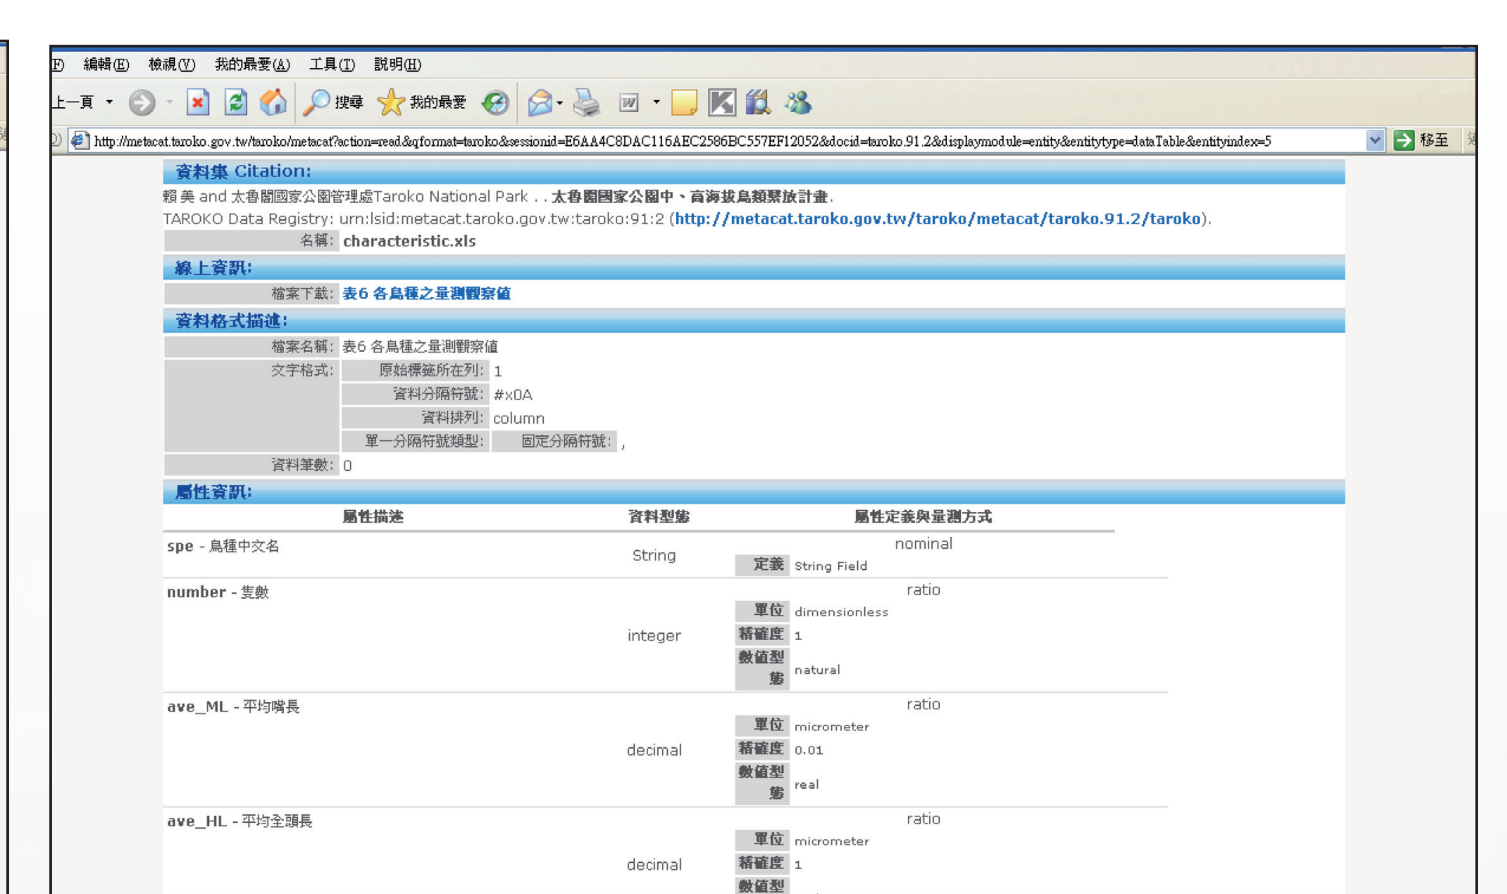 編輯(E) 檢視(V) 我的最愛(A) 工具(T) 說明(H)
上一頁 搜尋 我的最愛
http://metacat.taroko.gov.tw/taroko/metacat?action=read&qformat=taroko&sessionid=E6AA4C8DAC116AEC2586BC557EF12052&docid=taroko.91.2&displaymodule=entity&entitytype=dataTable&entityindex=5 移至
資料集 Citation:
賴美 and 太魯閣國家公園管理處Taroko National Park . . 太魯閣國家公園中、高海拔鳥類繫放計畫.
TAROKO Data Registry: urn:lsid:metacat.taroko.gov.tw:taroko:91:2 (http://metacat.taroko.gov.tw/taroko/metacat/taroko.91.2/taroko).
名稱: characteristic.xls
線上資訊:
檔案下載: 表6 各鳥種之量測觀察值
資料格式描述:
檔案名稱: 表6 各鳥種之量測觀察值
文字格式: 原始標籤所在列: 1
資料分隔符號: #x0A
資料排列: column
單一分隔符號類型: 固定分隔符號: ,
資料筆數: 0
屬性資訊:
屬性描述 資料型態 屬性定義與量測方式
spe - 鳥種中文名 String nominal
定義 String Field
number - 隻數 integer ratio
單位 dimensionless
精確度 1
數值型態 natural
ave_ML - 平均嘴長 decimal ratio
單位 micrometer
精確度 0.01
數值型態 real
ave_HL - 平均全頭長 decimal ratio
單位 micrometer
精確度 1
數值型